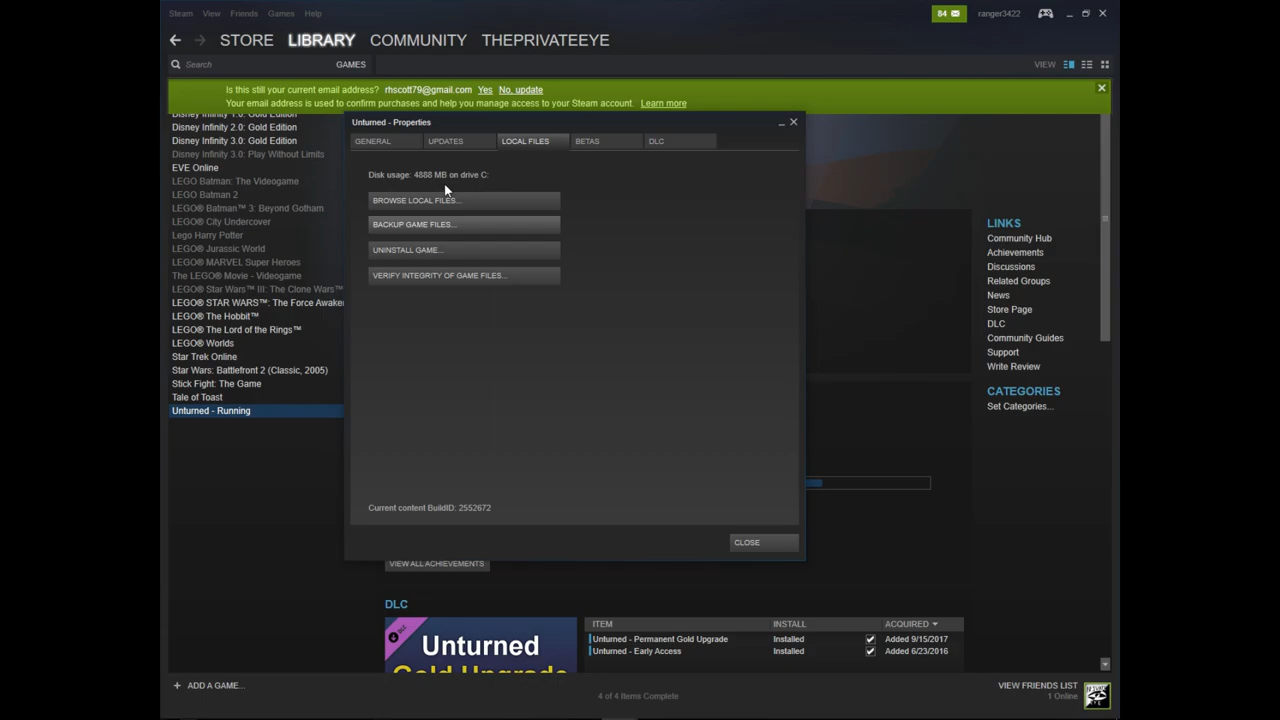 Steam View Friends Games Help
84
ranger3422
STORE LIBRARY COMMUNITY THEPRIVATEEYE
Search
GAMES
VIEW
Is this still your current email address? rhscott79@gmail.com Yes No, update
Your email address is used to confirm purchases and help you manage access to your Steam account. Learn more
Disney Infinity 2.0: Gold Edition
Disney Infinity 3.0: Gold Edition
Disney Infinity 3.0: Play Without Limits
EVE Online
LEGO Batman: The Videogame
LEGO Batman 2
LEGO® Batman™ 3: Beyond Gotham
LEGO® City Undercover
Lego Harry Potter
LEGO® Jurassic World
LEGO® MARVEL Super Heroes
The LEGO® Movie - Videogame
LEGO® Star Wars™ III: The Clone Wars™
LEGO® STAR WARS™: The Force Awake
LEGO® The Hobbit™
LEGO® The Lord of the Rings™
LEGO® Worlds
Star Trek Online
Star Wars: Battlefront 2 (Classic, 2005)
Stick Fight: The Game
Tale of Toast
Unturned - Running
Unturned - Properties
GENERAL UPDATES LOCAL FILES BETAS DLC
Disk usage: 4888 MB on drive C:
BROWSE LOCAL FILES...
BACKUP GAME FILES...
UNINSTALL GAME...
VERIFY INTEGRITY OF GAME FILES...
Current content BuildID: 2552672
CLOSE
LINKS
Community Hub
Achievements
Discussions
Related Groups
News
Store Page
DLC
Community Guides
Support
Write Review
CATEGORIES
Set Categories...
VIEW ALL ACHIEVEMENTS
DLC
DLC
Unturned
Gold Upgrade
ITEM INSTALL ACQUIRED
Unturned - Permanent Gold Upgrade Installed Added 9/15/2017
Unturned - Early Access Installed Added 6/23/2016
+ ADD A GAME...
4 of 4 Items Complete
VIEW FRIENDS LIST
1 Online